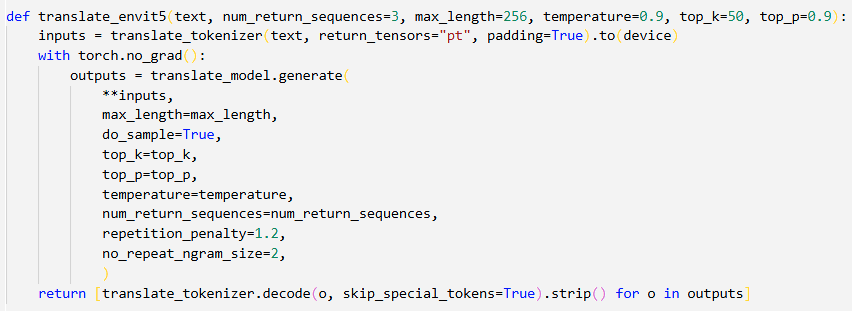 def translate_envit5(text, num_return_sequences=3, max_length=256, temperature=0.9, top_k=50, top_p=0.9):
    inputs = translate_tokenizer(text, return_tensors="pt", padding=True).to(device)
    with torch.no_grad():
        outputs = translate_model.generate(
            **inputs,
            max_length=max_length,
            do_sample=True,
            top_k=top_k,
            top_p=top_p,
            temperature=temperature,
            num_return_sequences=num_return_sequences,
            repetition_penalty=1.2,
            no_repeat_ngram_size=2,
            )
    return [translate_tokenizer.decode(o, skip_special_tokens=True).strip() for o in outputs]